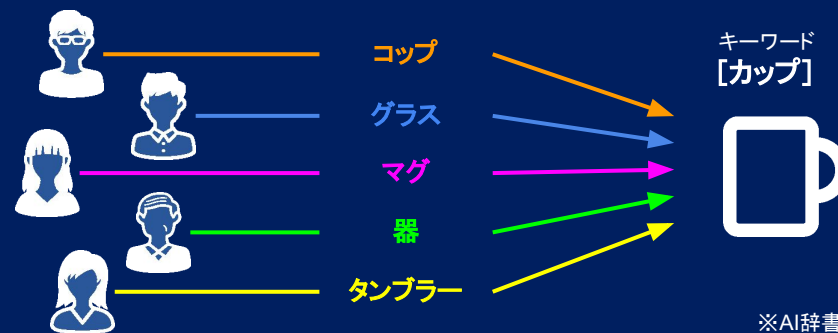 コップ
グラス
マグ
器
タンブラー
キーワード
[カップ]
※AI辞書